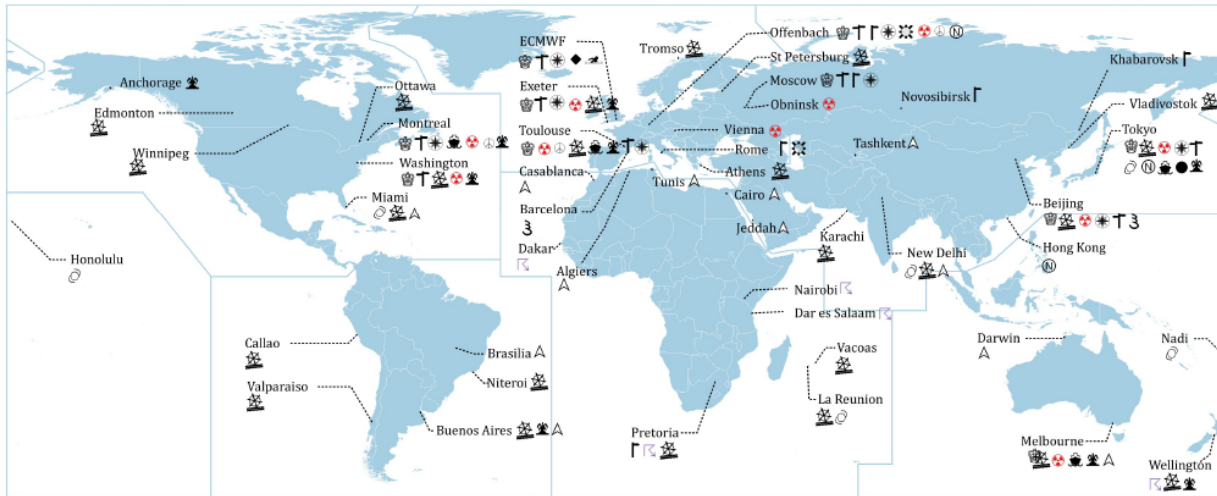 Offenbach
ECMWF
Tromso
St Petersburg
Khabarovsk
Anchorage
Ottawa
Exeter
Moscow
Novosibirsk
Vladivostok
Edmonton
Obninsk
Montreal
Toulouse
Vienna
Tokyo
Winnipeg
Rome
Tashkent
Washington
Athens
Casablanca
Tunis
Miami
Cairo
Beijing
Barcelona
Jeddah
Karachi
Dakar
New Delhi
Hong Kong
N
Honolulu
Algiers
Nairobi
Dar es Salaam
Callao
Brasilia
Vacoas
Darwin
Nadi
Valparaiso
Niteroi
La Reunion
Buenos Aires
Pretoria
Melbourne
Wellington